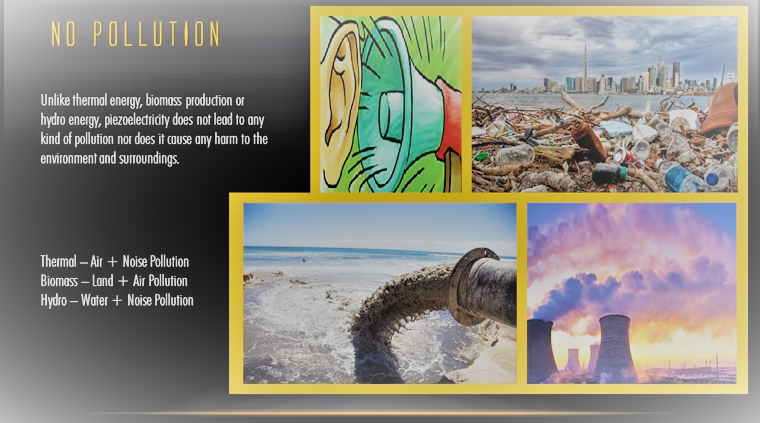 NO POLLUTION
Unlike thermal energy, biomass production or
hydro energy, piezoelectricity does not lead to any
kind of pollution nor does it cause any harm to the
environment and surroundings.
Thermal – Air + Noise Pollution
Biomass – Land + Air Pollution
Hydro – Water + Noise Pollution